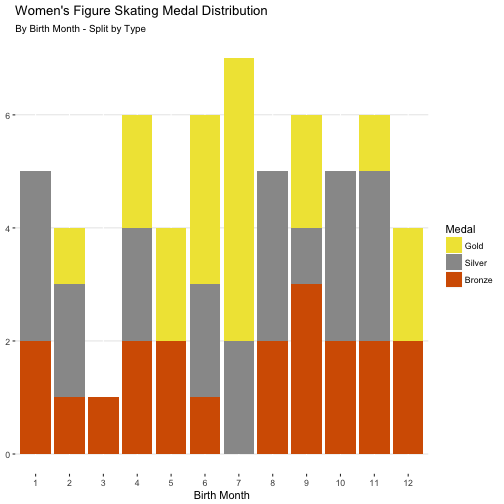 Women's Figure Skating Medal Distribution
By Birth Month - Split by Type
6
4
2
0
Medal
Gold
Silver
Bronze
1 2 3 4 5 6 7 8 9 10 11 12
Birth Month